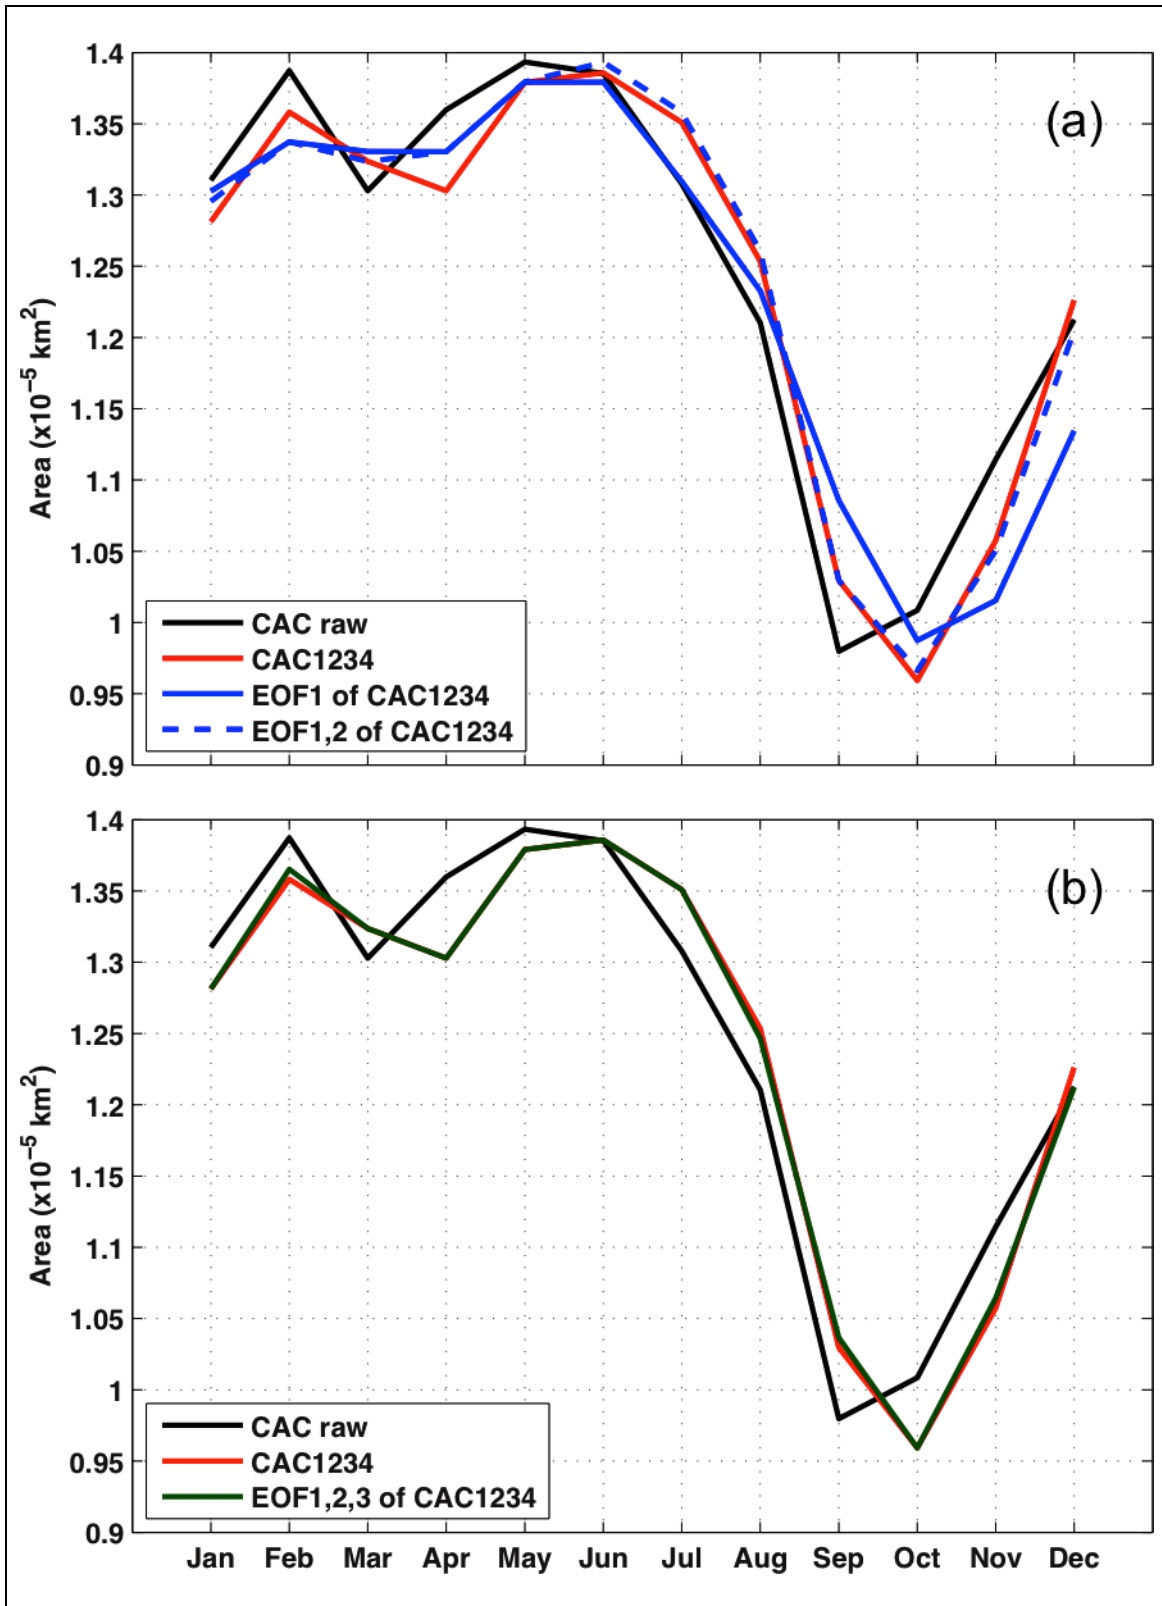 1.4
1.35
1.3
1.25
1.2
1.15
1.1
1.05
1
0.95
0.9
Area (x10⁻⁵ km²)
(a)
CAC raw
CAC1234
EOF1 of CAC1234
EOF1,2 of CAC1234
1.4
1.35
1.3
1.25
1.2
1.15
1.1
1.05
1
0.95
0.9
Area (x10⁻⁵ km²)
(b)
CAC raw
CAC1234
EOF1,2,3 of CAC1234
Jan Feb Mar Apr May Jun Jul Aug Sep Oct Nov Dec